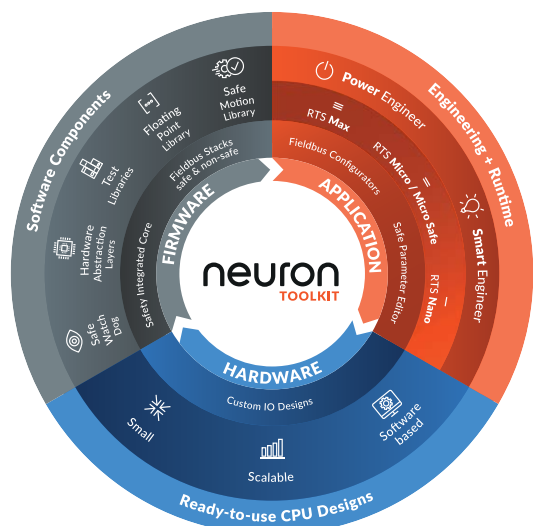 neuron
TOOLKIT
FIRMWARE
APPLICATION
HARDWARE
Software Components
Safe
Motion
Library
Floating
Point
Library
Test
Libraries
Hardware
Abstraction
Layers
Safe
Watch
Dog
Fieldbus Stacks
safe & non-safe
Safety Integrated Core
Engineering + Runtime
Power Engineer
Smart Engineer
RTS Max
RTS Micro / Micro Safe
RTS Nano
Fieldbus Configurators
Safe Parameter Editor
Custom IO Designs
Small
Scalable
Software
based
Ready-to-use CPU Designs